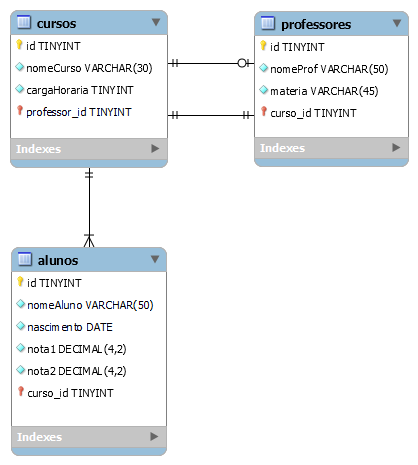 cursos
id TINYINT
nomeCurso VARCHAR(30)
cargaHoraria TINYINT
professor_id TINYINT
Indexes
professores
id TINYINT
nomeProf VARCHAR(50)
materia VARCHAR(45)
curso_id TINYINT
Indexes
alunos
id TINYINT
nomeAluno VARCHAR(50)
nascimento DATE
nota1 DECIMAL(4,2)
nota2 DECIMAL(4,2)
curso_id TINYINT
Indexes